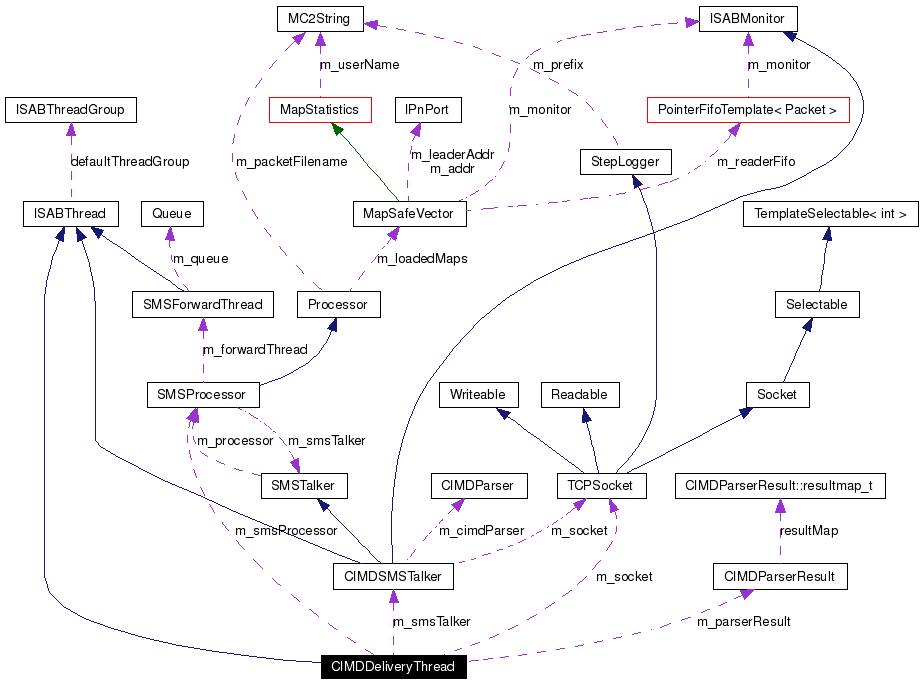 MC2String
ISABMonitor
m_userName
m_prefix
m_monitor
ISABThreadGroup
MapStatistics
IPnPort
m_monitor
PointerFifoTemplate< Packet >
defaultThreadGroup
m_packetFilename
m_leaderAddr
m_addr
StepLogger
m_readerFifo
ISABThread
Queue
MapSafeVector
TemplateSelectable< int >
m_queue
m_loadedMaps
SMSForwardThread
Processor
Selectable
m_forwardThread
SMSProcessor
Writeable
Readable
Socket
m_processor
m_smsTalker
SMSTalker
CIMDParser
TCPSocket
CIMDParserResult::resultmap_t
m_smsProcessor
m_cimdParser
m_socket
resultMap
CIMDSMSTalker
m_socket
CIMDParserResult
m_smsTalker
m_parserResult
CIMDDeliveryThread